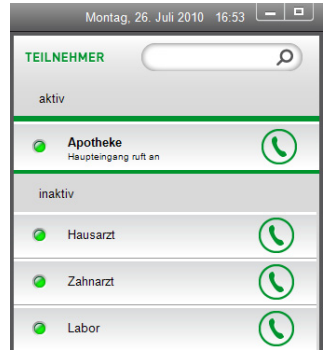 Montag, 26. Juli 2010 16:53
TEILNEHMER
aktiv
Apotheke
Haupteingang ruft an
inaktiv
Hausarzt
Zahnarzt
Labor